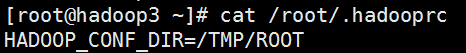 [root@hadoop3 ~]# cat /root/.hadooprc
HADOOP_CONF_DIR=/TMP/ROOT